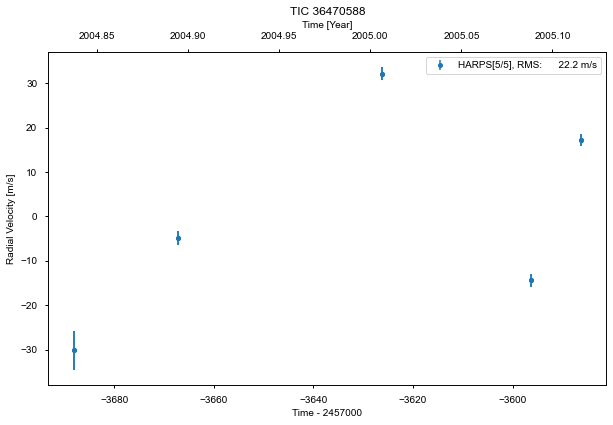 TIC 36470588
Time [Year]
2004.85 2004.90 2004.95 2005.00 2005.05 2005.10
HARPS[5/5], RMS: 22.2 m/s
30
20
10
0
−10
−20
−30
Radial Velocity [m/s]
−3680 −3660 −3640 −3620 −3600
Time - 2457000